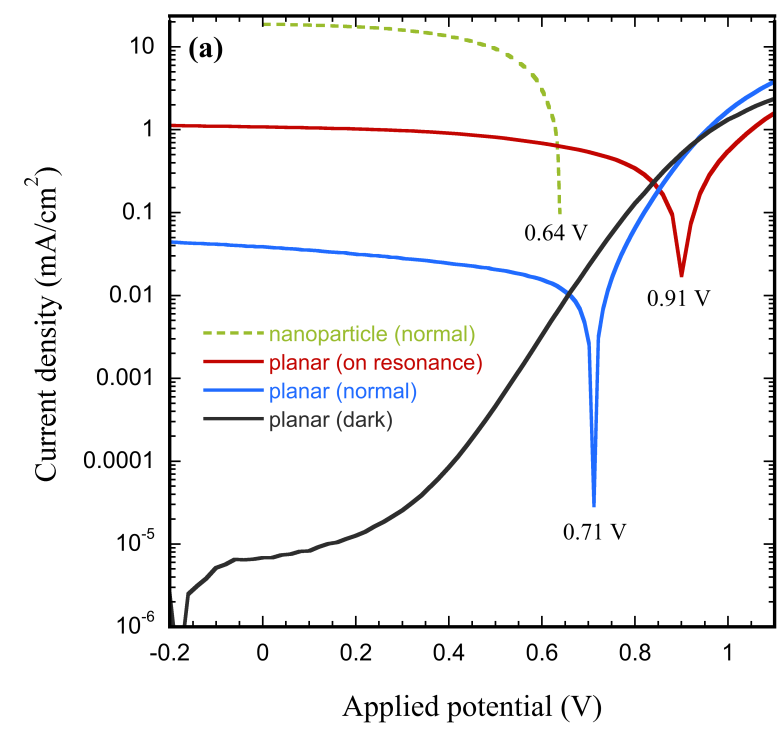 (a)
10
1
0.1
0.01
0.001
0.0001
10⁻⁵
10⁻⁶
Current density (mA/cm²)
0.64 V
0.91 V
nanoparticle (normal)
planar (on resonance)
planar (normal)
planar (dark)
0.71 V
-0.2 0 0.2 0.4 0.6 0.8 1
Applied potential (V)